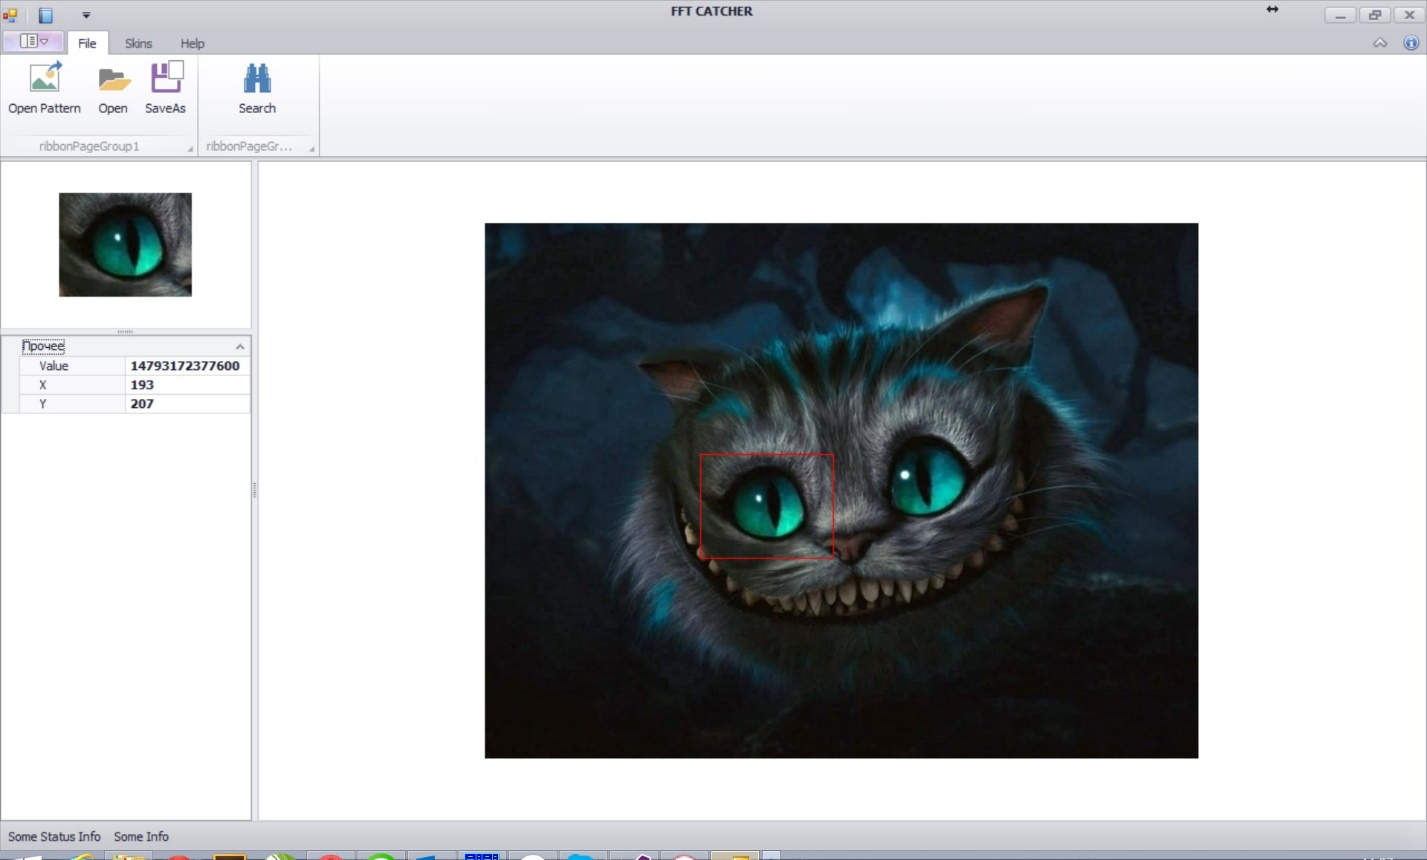 FFT CATCHER
File Skins Help
Open Pattern Open SaveAs Search
ribbonPageGroup1 ribbonPageGr...
Прочее
Value 14793172377600
X 193
Y 207
Some Status Info Some Info